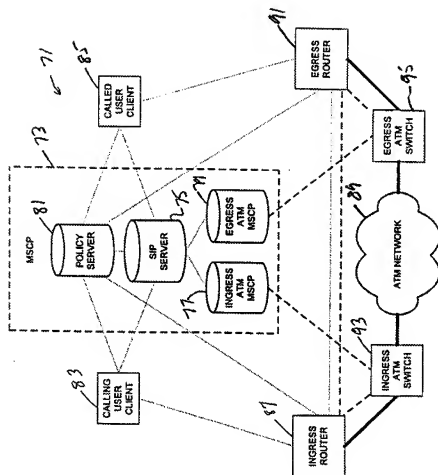 71
73
MSCP
81
POLICY
SERVER
SIP
SERVER
75
77
INGRESS
ATM
MSCP
79
EGRESS
ATM
MSCP
83
CALLING
USER
CLIENT
85
CALLED
USER
CLIENT
87
INGRESS
ROUTER
91
EGRESS
ROUTER
93
INGRESS
ATM
SWITCH
89
ATM NETWORK
95
EGRESS
ATM
SWITCH